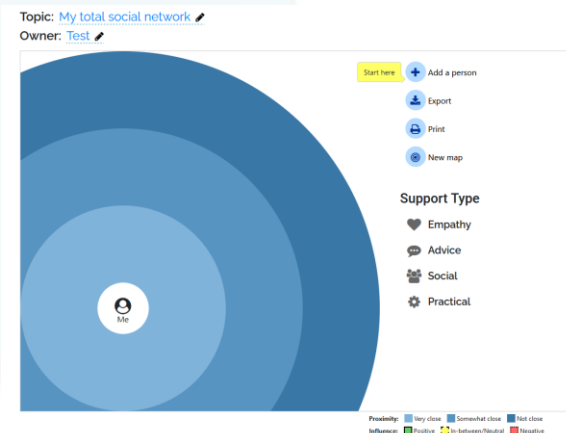 Topic: My total social network
Owner: Test
Start here
Add a person
Export
Print
New map
Support Type
Empathy
Advice
Social
Practical
Me
Proximity: Very close Somewhat close Not close
Influence: Positive In-between/Neutral Negative